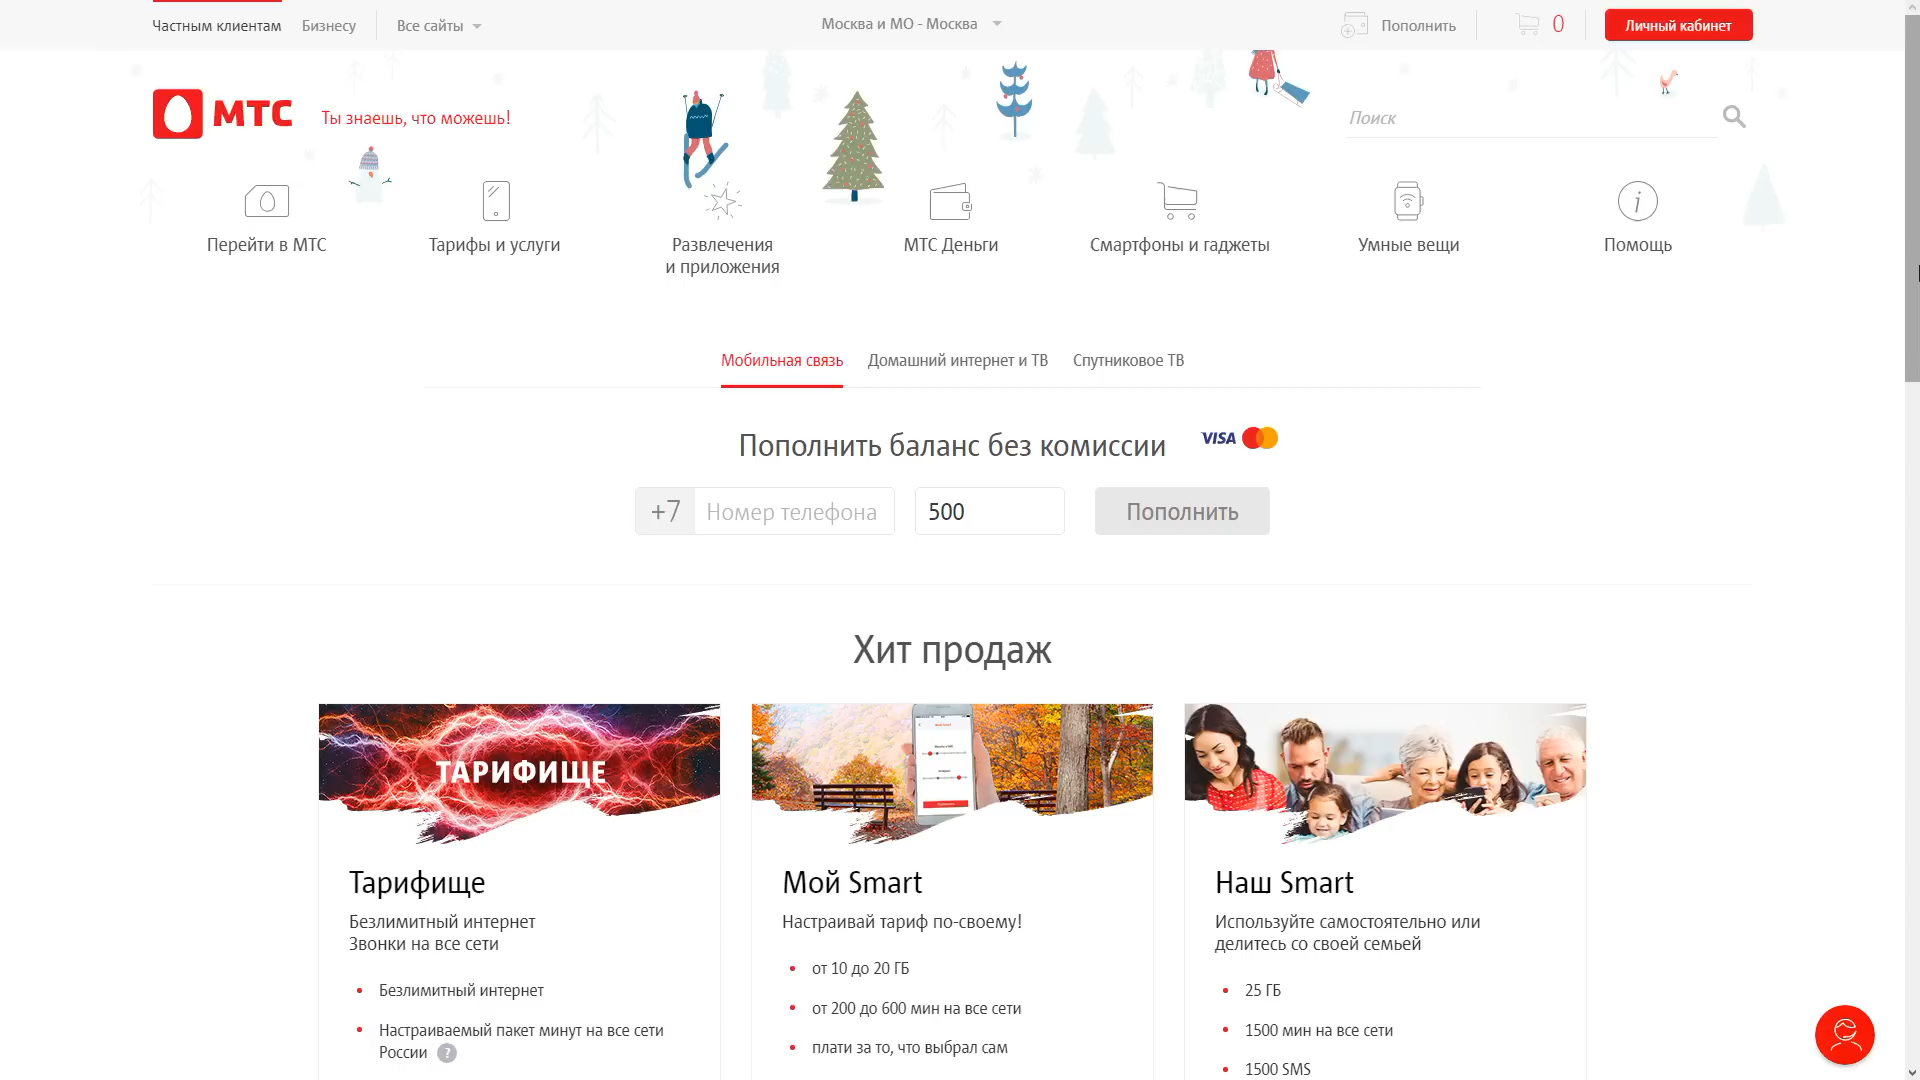 Частным клиентам
Бизнесу
Все сайты
Москва и МО - Москва
Пополнить
0
Личный кабинет
МТС
Ты знаешь, что можешь!
Поиск
Перейти в МТС
Тарифы и услуги
Развлечения
и приложения
МТС Деньги
Смартфоны и гаджеты
Умные вещи
Помощь
Мобильная связь
Домашний интернет и ТВ
Спутниковое ТВ
Пополнить баланс без комиссии
VISA
+7
Номер телефона
500
Пополнить
Хит продаж
ТАРИФИЩЕ
Тарифище
Безлимитный интернет
Звонки на все сети
Безлимитный интернет
Настраиваемый пакет минут на все сети
России ?
Мой Smart
Настраивай тариф по-своему!
от 10 до 20 ГБ
от 200 до 600 мин на все сети
плати за то, что выбрал сам
Наш Smart
Используйте самостоятельно или
делитесь со своей семьей
25 ГБ
1500 мин на все сети
1500 SMS